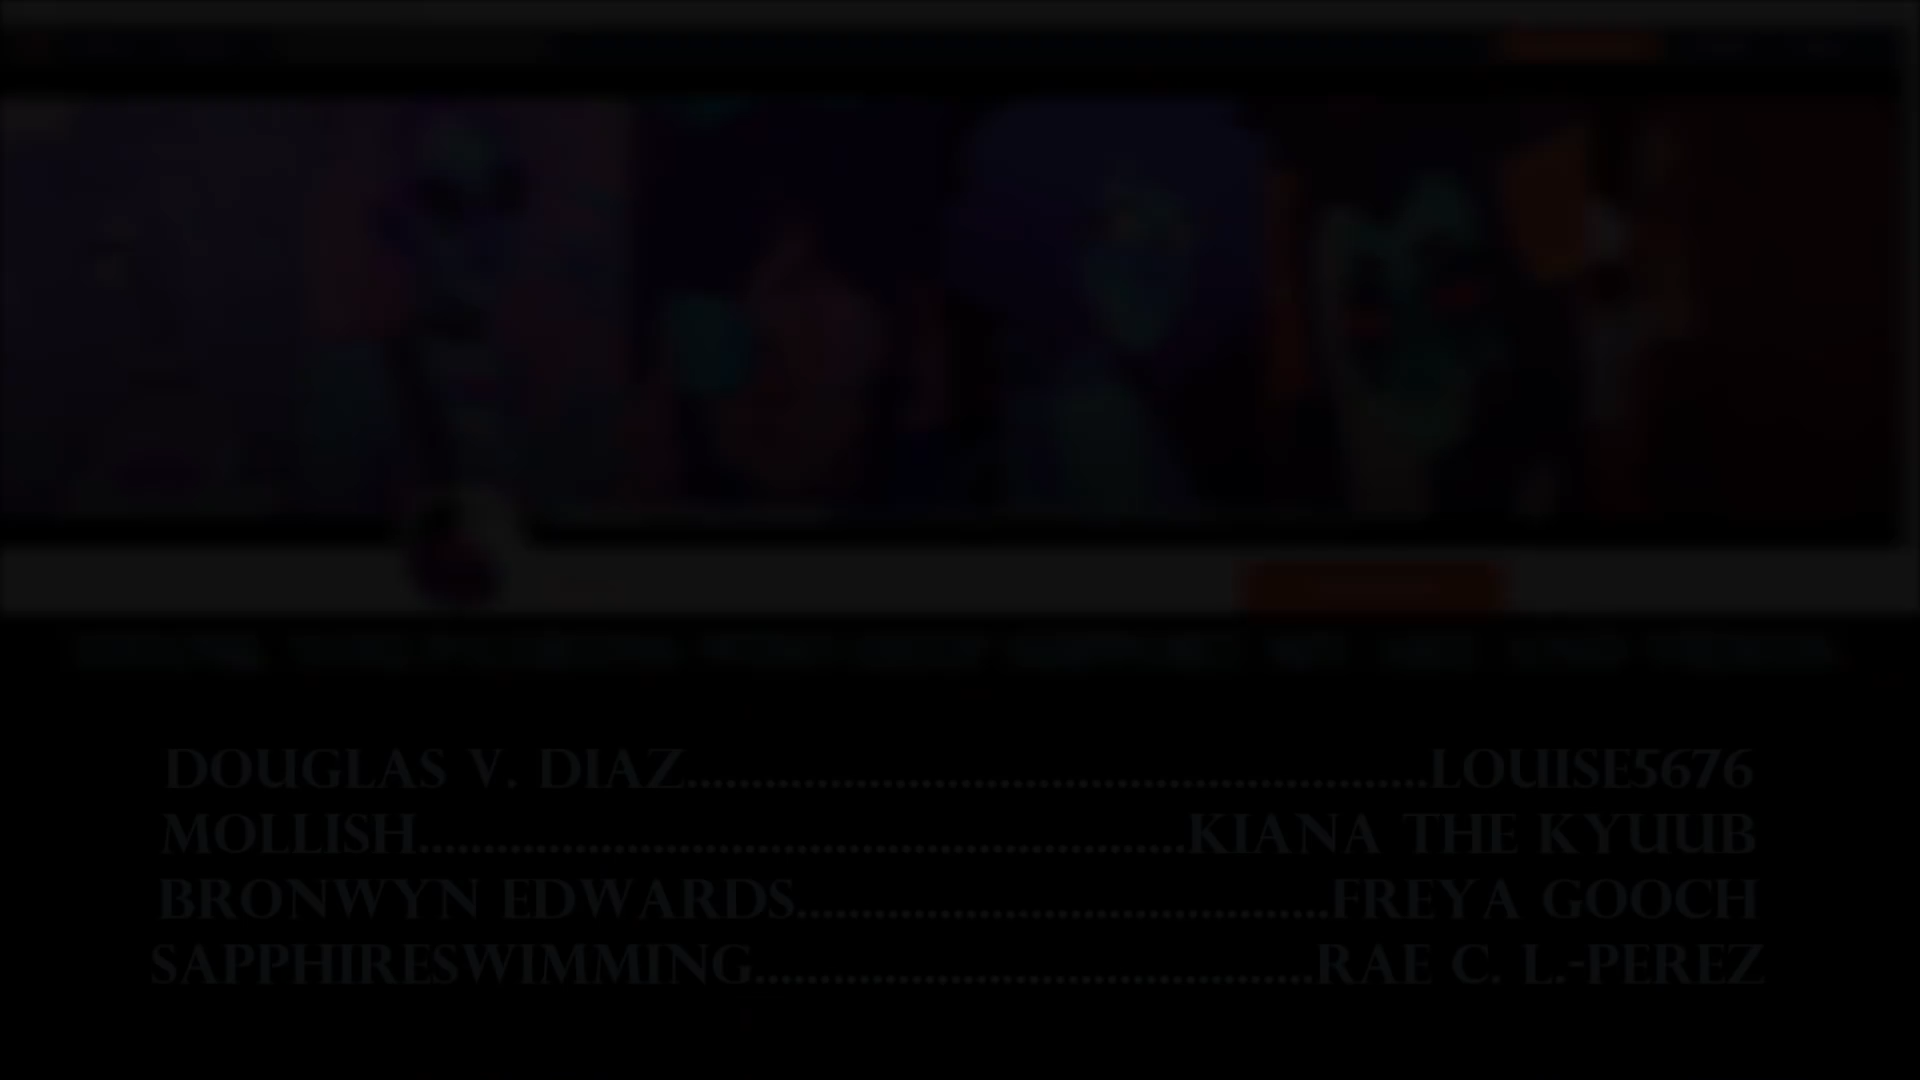 DOUGLAS V. DIAZ.........................................................LOUISE5676
MOLLISH...........................................................KIANA THE KYUUB
BRONWYN EDWARDS.........................................FREYA GOOCH
SAPPHIRESWIMMING...........................................RAE C. L.-PEREZ